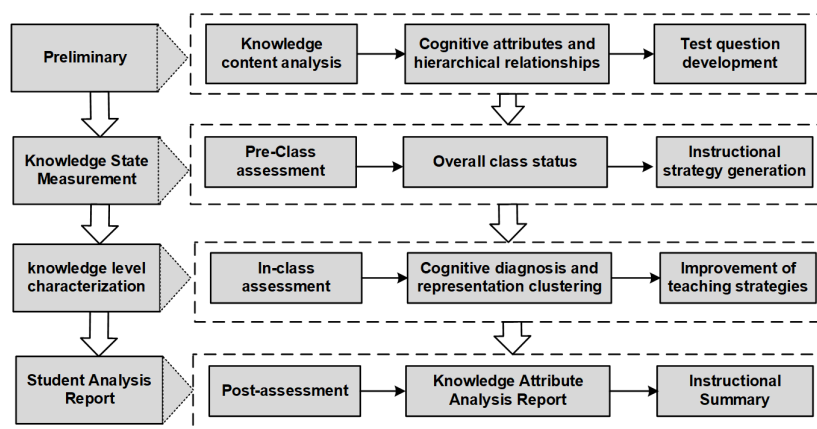 Preliminary
Knowledge
content analysis
Cognitive attributes and
hierarchical relationships
Test question
development
Knowledge State
Measurement
Pre-Class
assessment
Overall class status
Instructional
strategy generation
knowledge level
characterization
In-class
assessment
Cognitive diagnosis and
representation clustering
Improvement of
teaching strategies
Student Analysis
Report
Post-assessment
Knowledge Attribute
Analysis Report
Instructional
Summary